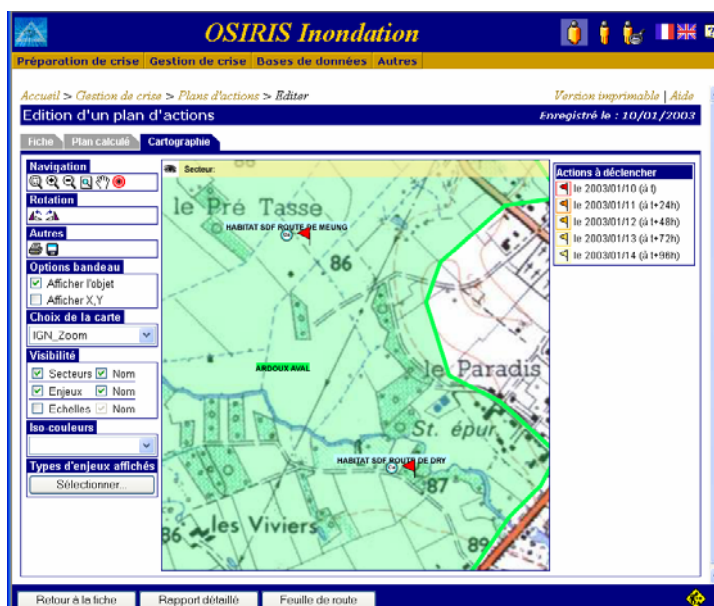 OSIRIS Inondation
Préparation de crise Gestion de crise Bases de données Autres
Accueil > Gestion de crise > Plans d'actions > Editer
Version imprimable | Aide
Edition d'un plan d'actions
Enregistré le : 10/01/2003
Fiche Plan calculé Cartographie
Navigation
Rotation
Autres
Options bandeau
Afficher l'objet
Afficher X,Y
Choix de la carte
IGN_Zoom
Visibilité
Secteurs Nom
Enjeux Nom
Echelles Nom
Iso-couleurs
Types d'enjeux affichés
Sélectionner...
Secteur:
le Pré Tasse
HABITAT SDF ROUTE DE MEUNG
86
ARDOUX AVAL
le Paradis
St. épur.
HABITAT SDF ROUTE DE DRY
87
les Viviers
86
89
Actions à déclencher
le 2003/01/10 (à t)
le 2003/01/11 (à t+24h)
le 2003/01/12 (à t+48h)
le 2003/01/13 (à t+72h)
le 2003/01/14 (à t+96h)
Retour à la fiche Rapport détaillé Feuille de route